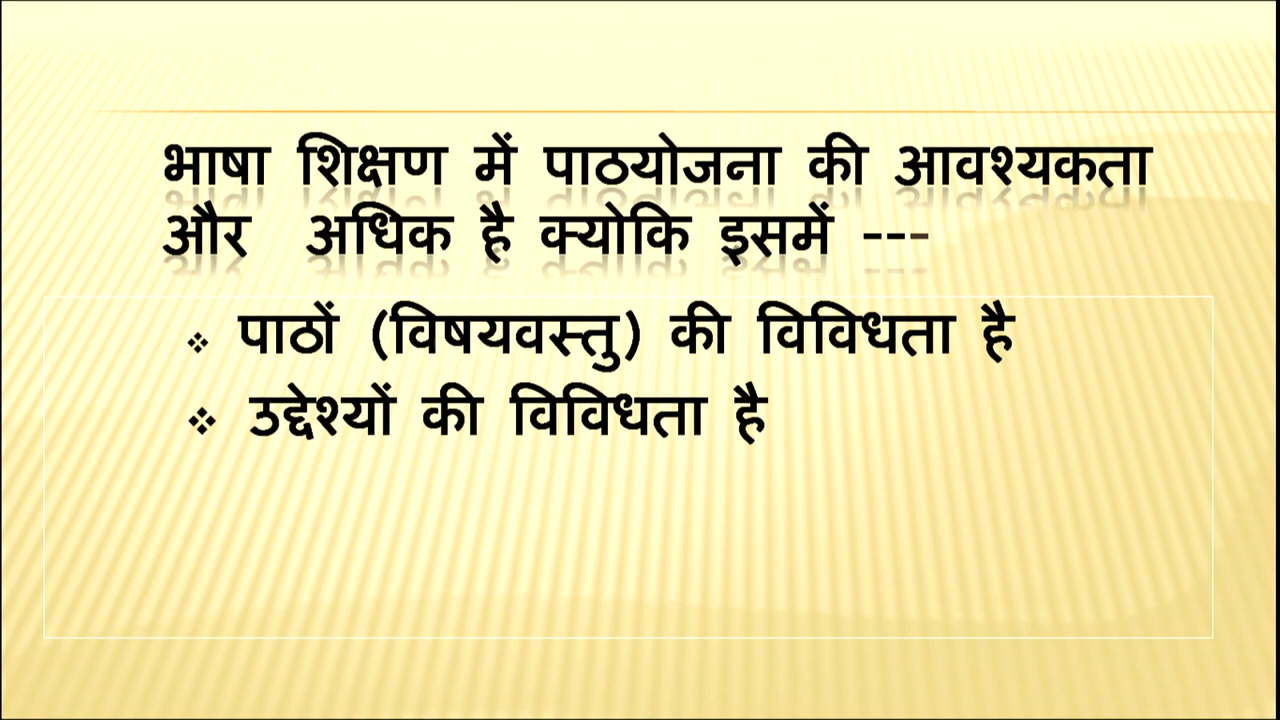 भाषा शिक्षण में पाठयोजना की आवश्यकता
और अधिक है क्योकि इसमें ---
❖ पाठों (विषयवस्तु) की विविधता है
❖ उद्देश्यों की विविधता है